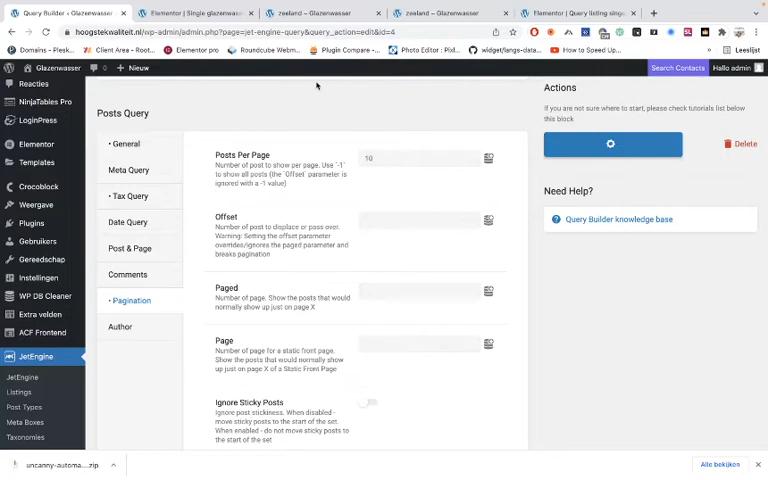 Query Builder ‹ Glazenwasser
Elementor | Single glazenwas
zeeland – Glazenwasser
zeeland – Glazenwasser
Elementor | Query listing sing
hoogstekwaliteit.nl/wp-admin/admin.php?page=jet-engine-query&query_action=edit&id=4
Domains – Plesk...
Client Area – Root...
Elementor pro
Roundcube Webm...
Plugin Compare -...
Photo Editor : Pixl...
widget/langs-data...
How to Speed Up...
»
Leeslijst
Glazenwasser
0
Nieuw
Search Contacts
Hallo admin
Reacties
NinjaTables Pro
LoginPress
Elementor
Templates
Crocoblock
Weergave
Plugins
Gebruikers
Gereedschap
Instellingen
WP DB Cleaner
Extra velden
ACF Frontend
JetEngine
JetEngine
Listings
Post Types
Meta Boxes
Taxonomies
Posts Query
• General
Meta Query
• Tax Query
Date Query
Post & Page
Comments
• Pagination
Author
Posts Per Page
Number of post to show per page. Use `-1`
to show all posts (the `Offset` parameter is
ignored with a -1 value)
10
Offset
Number of post to displace or pass over.
Warning: Setting the offset parameter
overrides/ignores the paged parameter and
breaks pagination
Paged
Number of page. Show the posts that would
normally show up just on page X
Page
Number of page for a static front page.
Show the posts that would normally show
up just on page X of a Static Front Page
Ignore Sticky Posts
Ignore post stickiness. When disabled -
move sticky posts to the start of the set.
When enabled - do not move sticky posts to
the start of the set
Actions
If you are not sure where to start, please check tutorials list below
this block
Delete
Need Help?
Query Builder knowledge base
uncanny-automa....zip
Alle bekijken